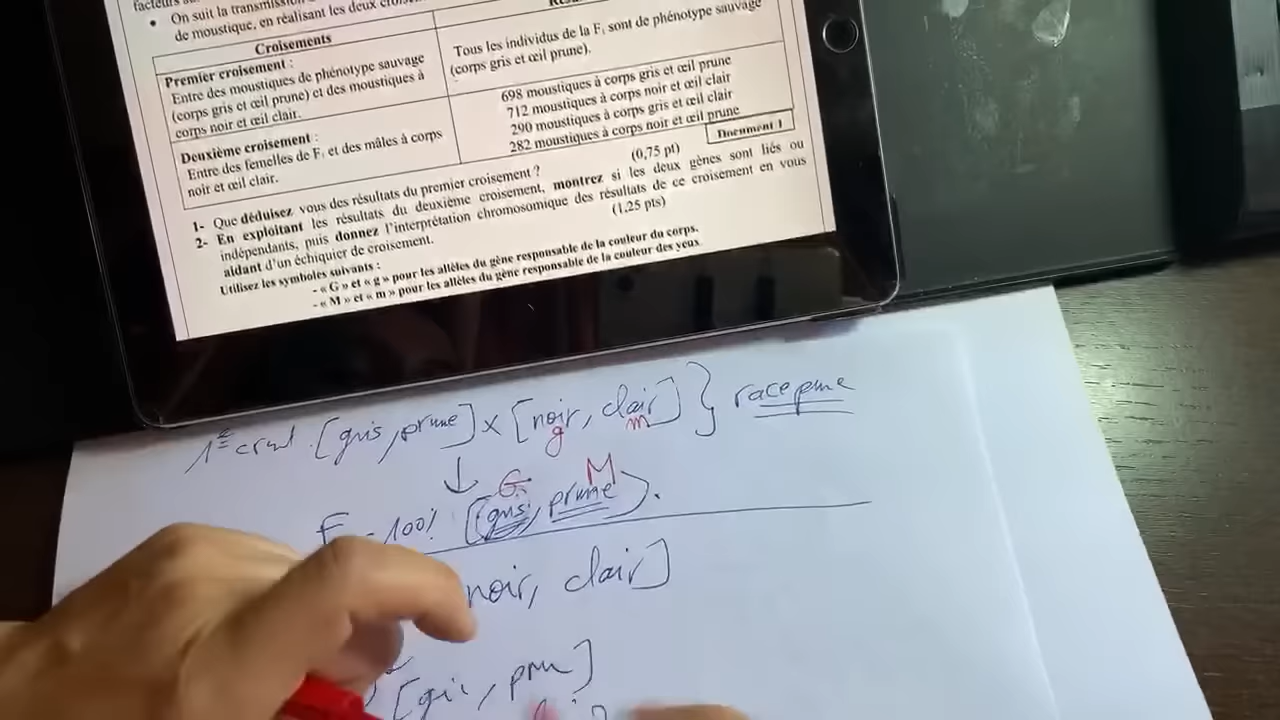 On suit la transmission
de moustique, en réalisant les deux
Croisements
Premier croisement :
Entre des moustiques de phénotype sauvage
(corps gris et œil prune) et des moustiques à
corps noir et œil clair.
Tous les individus de la F₁ sont de phénotype sauvage
(corps gris et œil prune).
Deuxième croisement :
Entre des femelles de F₁ et des mâles à corps
noir et œil clair.
698 moustiques à corps gris et œil prune
712 moustiques à corps noir et œil clair
290 moustiques à corps gris et œil clair
282 moustiques à corps noir et œil prune
Document 1
1- Que déduisez vous des résultats du premier croisement ? (0,75 pt)
2- En exploitant les résultats du deuxième croisement, montrez si les deux gènes sont liés ou
indépendants, puis donnez l'interprétation chromosomique des résultats de ce croisement en vous
aidant d'un échiquier de croisement. (1,25 pts)
Utilisez les symboles suivants :
- « G » et « g » pour les allèles du gène responsable de la couleur du corps.
- « M » et « m » pour les allèles du gène responsable de la couleur des yeux
[gris, prune] x [noir, clair] } race pure
g m
G M
100% [gris, prune].
noir, clair]